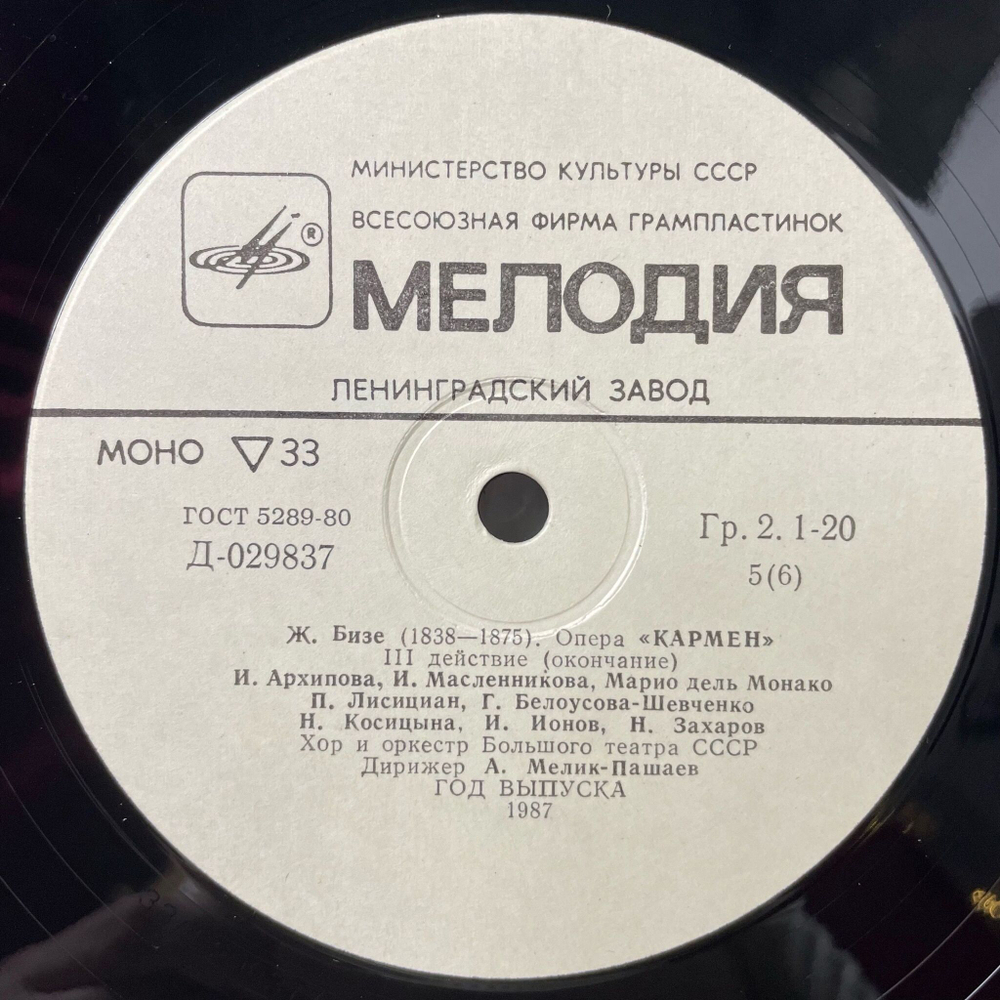 МИНИСТЕРСТВО КУЛЬТУРЫ СССР
ВСЕСОЮЗНАЯ ФИРМА ГРАМПЛАСТИНОК
®
МЕЛОДИЯ
ЛЕНИНГРАДСКИЙ ЗАВОД
МОНО ▽ 33
ГОСТ 5289-80
Д-029837
Гр. 2. 1-20
5(6)
Ж. Бизе (1838—1875). Опера «КАРМЕН»
III действие (окончание)
И. Архипова, И. Масленникова, Марио дель Монако
П. Лисициан, Г. Белоусова-Шевченко
Н. Косицына, И. Ионов, Н. Захаров
Хор и оркестр Большого театра СССР
Дирижер А. Мелик-Пашаев
ГОД ВЫПУСКА
1987